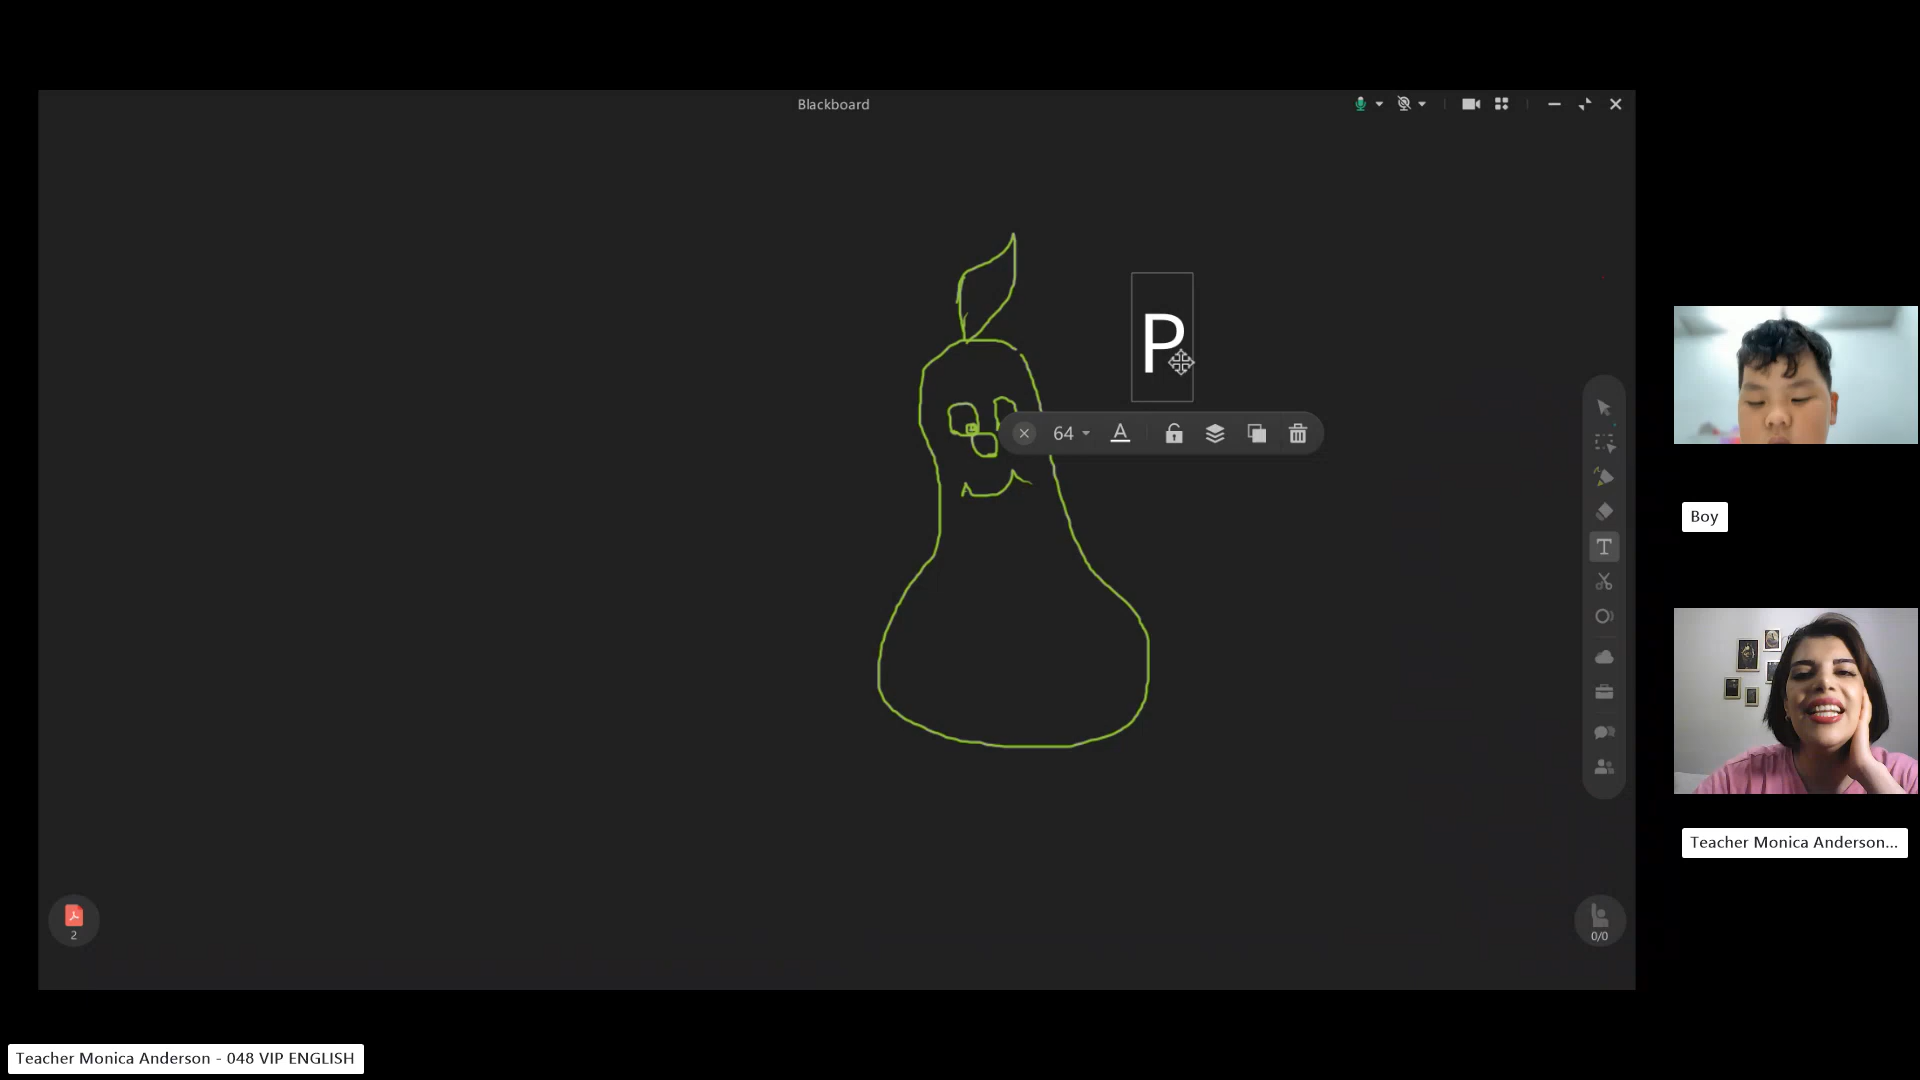 Blackboard
P
64
A
T
Boy
Teacher Monica Anderson...
2
0/0
Teacher Monica Anderson - 048 VIP ENGLISH